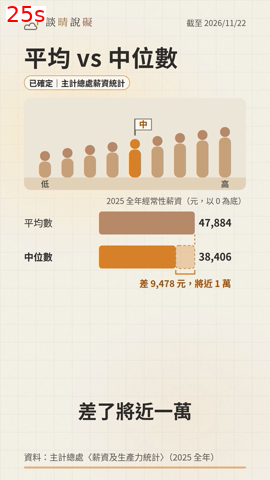 25s
談晴說礙
截至 2026/11/22
平均 vs 中位數
已確定｜主計總處薪資統計
中
低
高
2025 全年經常性薪資（元，以 0 為底）
平均數
47,884
中位數
38,406
差 9,478 元，將近 1 萬
差了將近一萬
資料：主計總處〈薪資及生產力統計〉（2025 全年）